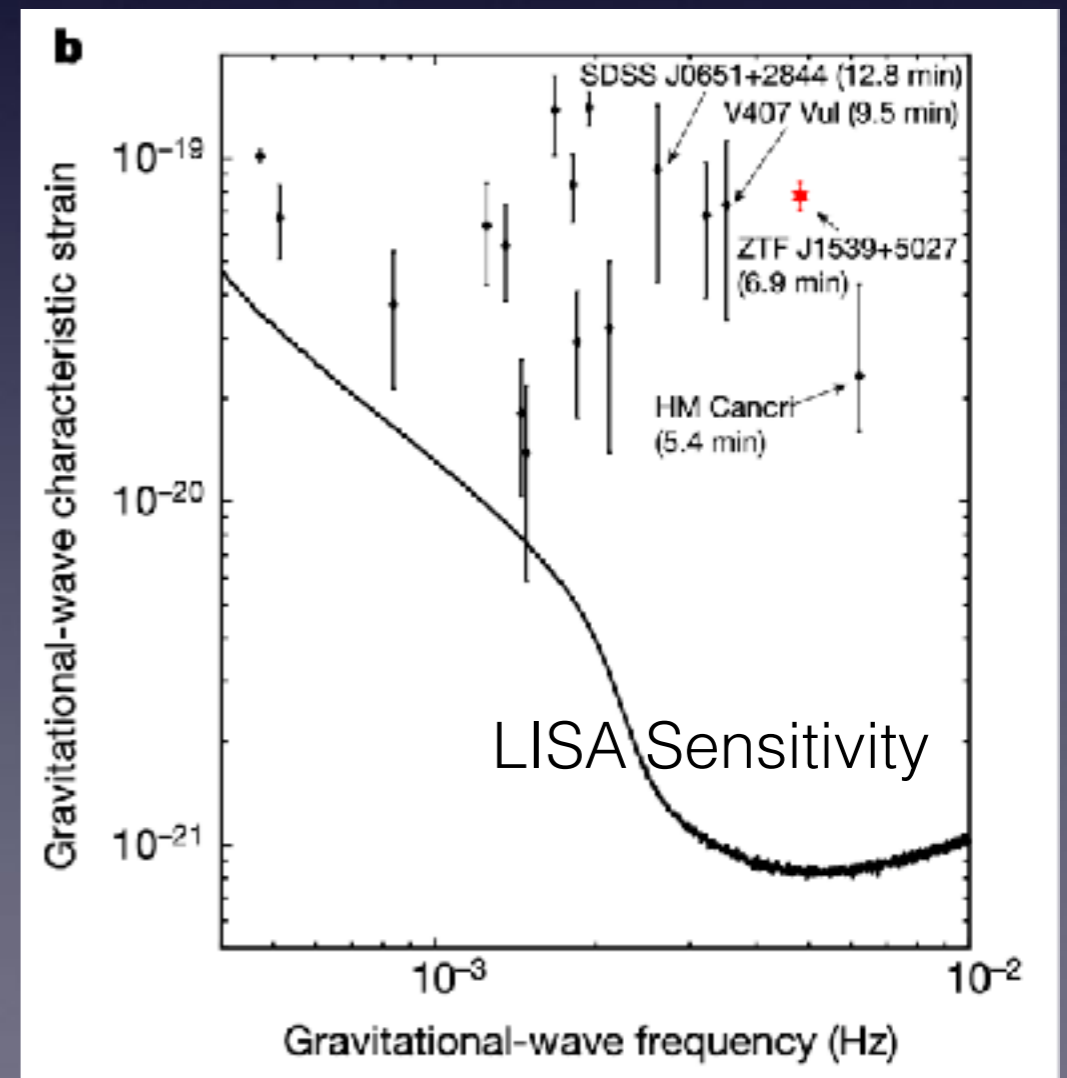 b
SDSS J0651+2844 (12.8 min)
V407 Vul (9.5 min)
10⁻¹⁹
ZTF J1539+5027
(6.9 min)
HM Cancri
(5.4 min)
10⁻²⁰
LISA Sensitivity
10⁻²¹
10⁻³
10⁻²
Gravitational-wave characteristic strain
Gravitational-wave frequency (Hz)